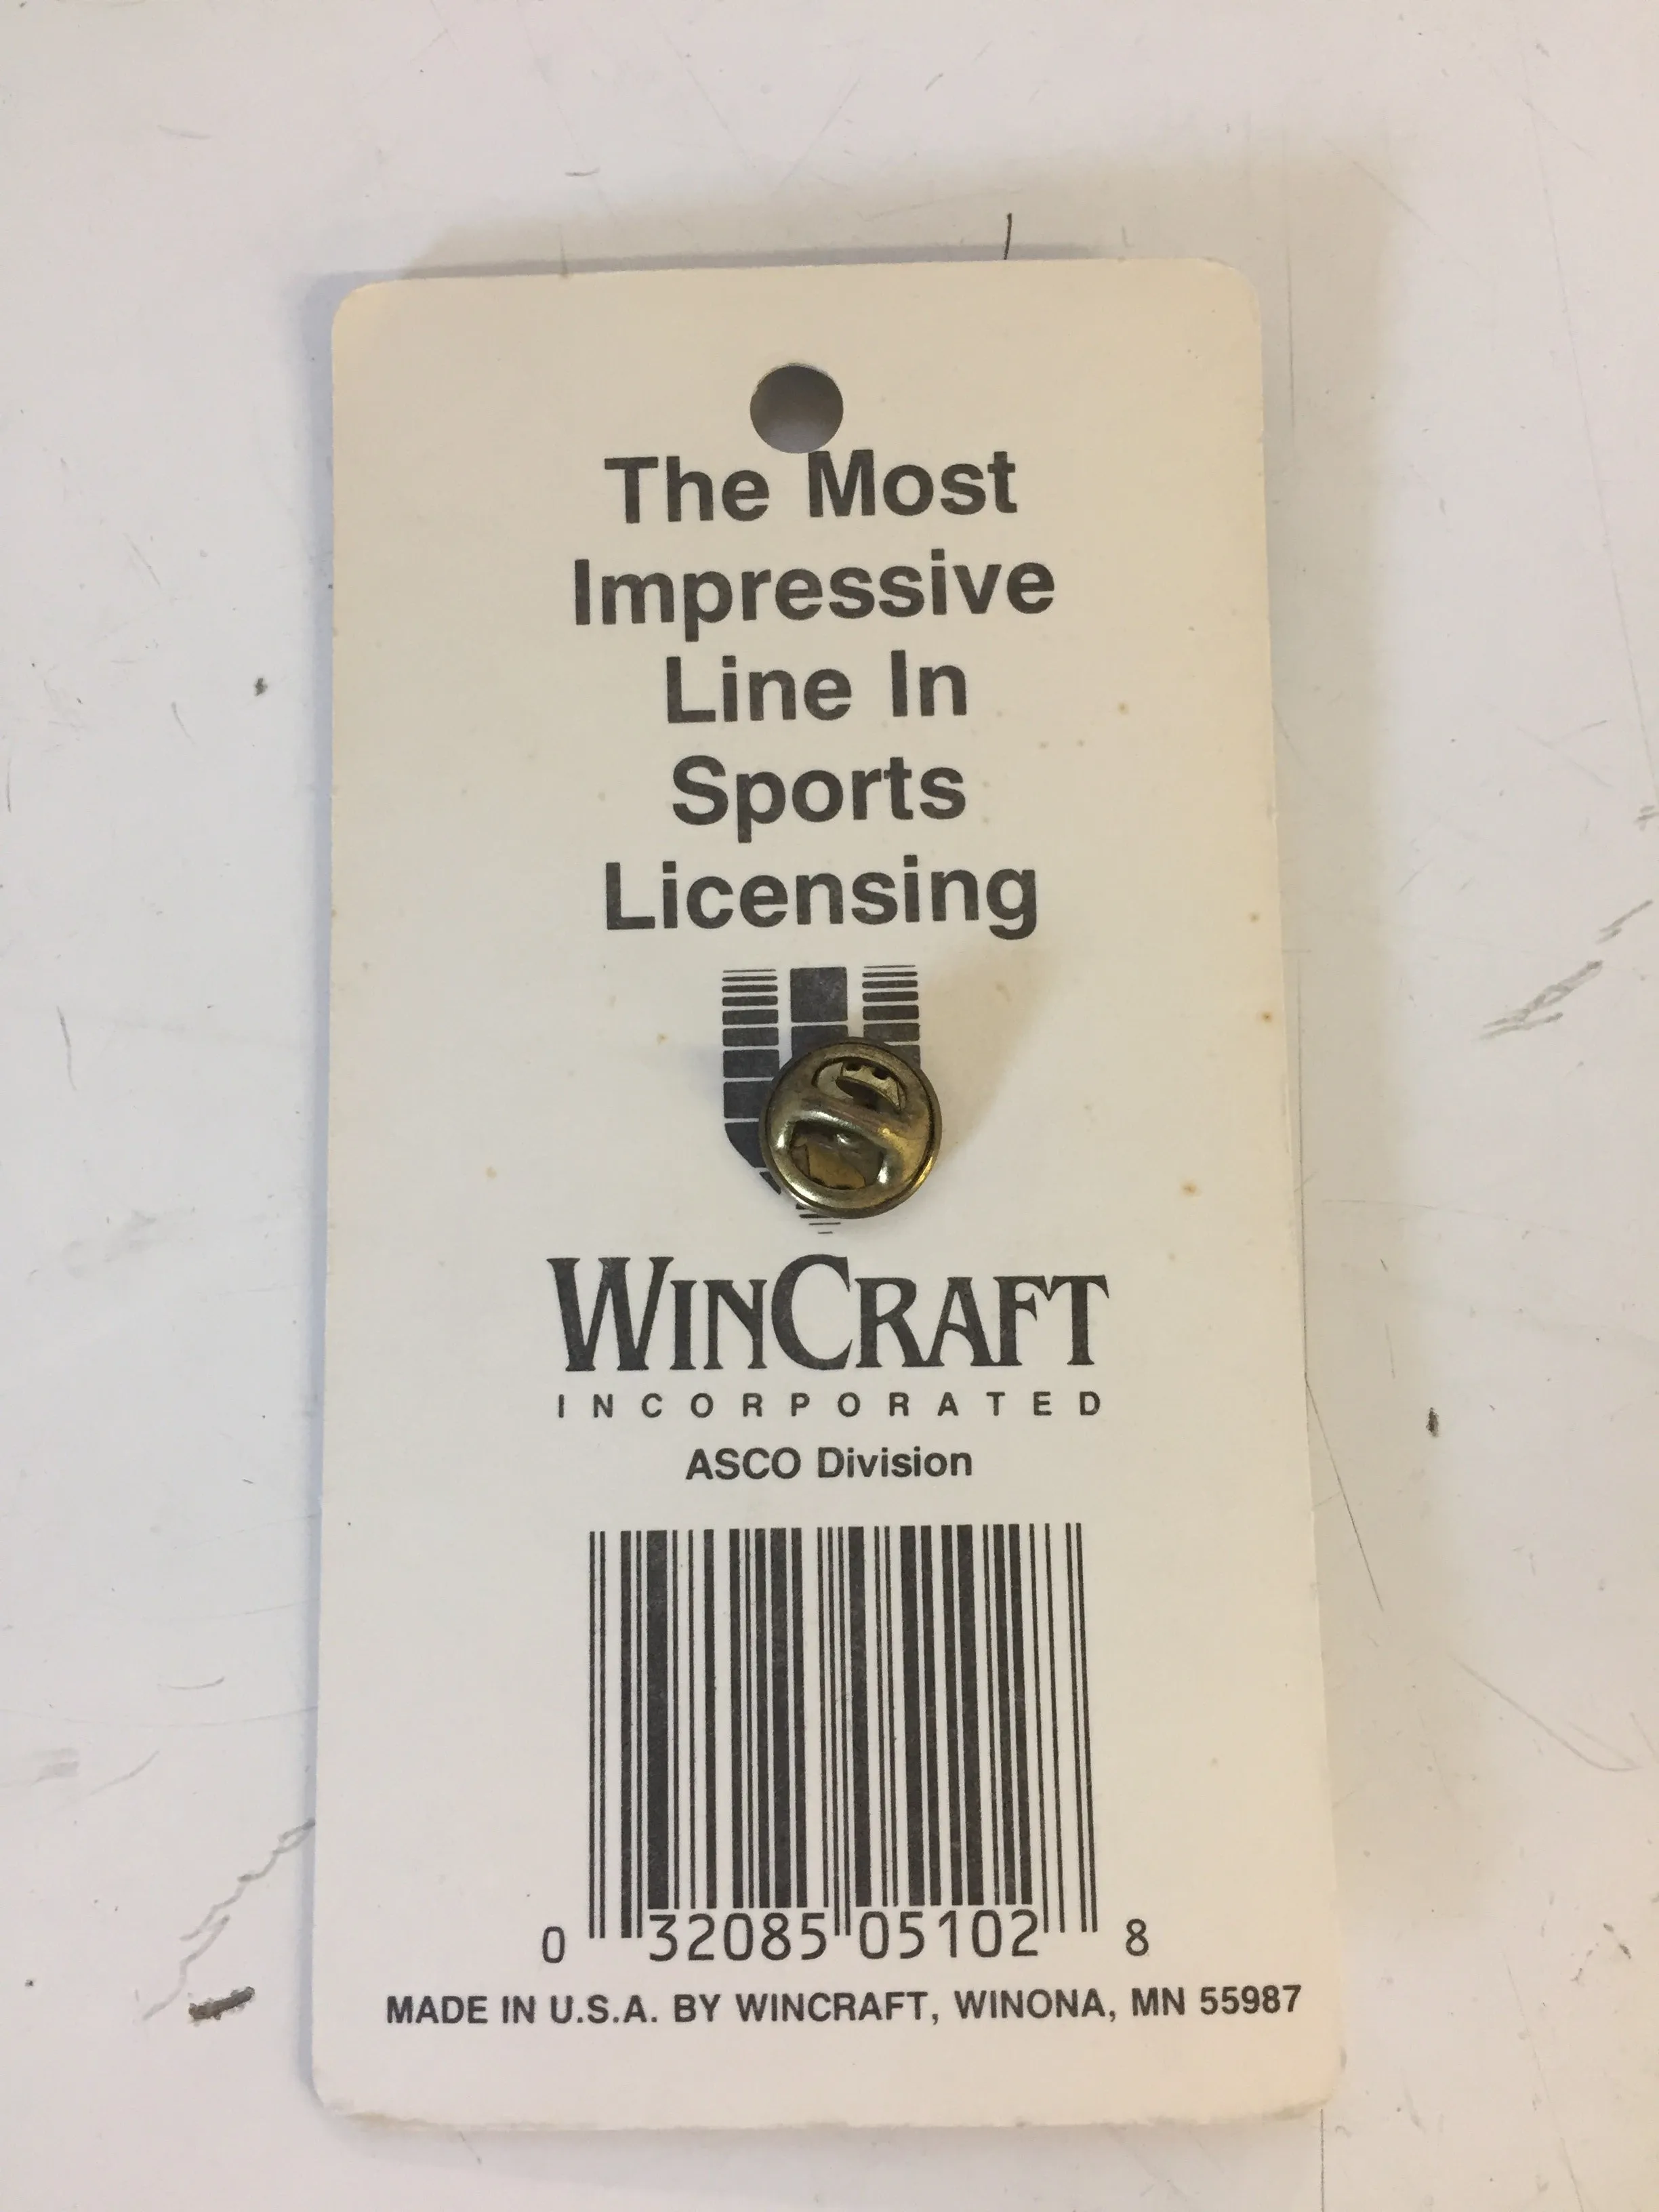 The Most
Impressive
Line In
Sports
Licensing
WINCRAFT
INCORPORATED
ASCO Division
0 32085 05102 8
MADE IN U.S.A. BY WINCRAFT, WINONA, MN 55987